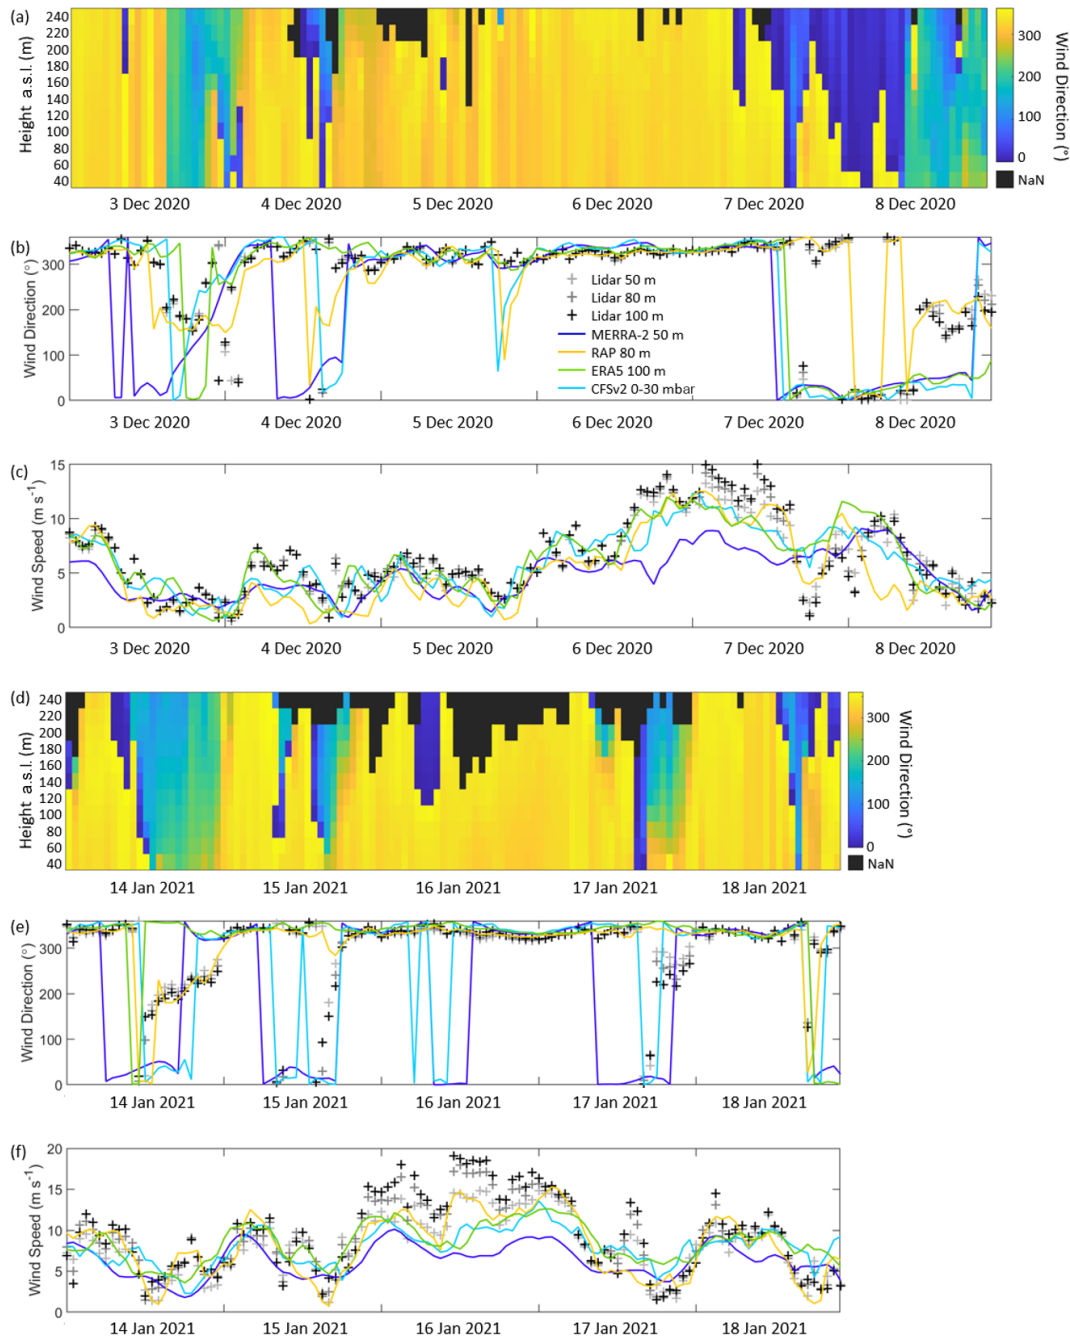 (a)
Height a.s.l. (m)
240
220
200
180
160
140
120
100
80
60
40
300
200
100
0
NaN
Wind Direction (°)
3 Dec 2020 4 Dec 2020 5 Dec 2020 6 Dec 2020 7 Dec 2020 8 Dec 2020
(b)
Wind Direction (°)
300
200
100
0
Lidar 50 m
Lidar 80 m
Lidar 100 m
MERRA-2 50 m
RAP 80 m
ERA5 100 m
CFSv2 0-30 mbar
3 Dec 2020 4 Dec 2020 5 Dec 2020 6 Dec 2020 7 Dec 2020 8 Dec 2020
(c)
Wind Speed (m s⁻¹)
15
10
5
0
3 Dec 2020 4 Dec 2020 5 Dec 2020 6 Dec 2020 7 Dec 2020 8 Dec 2020
(d)
Height a.s.l. (m)
240
220
200
180
160
140
120
100
80
60
40
300
200
100
0
NaN
Wind Direction (°)
14 Jan 2021 15 Jan 2021 16 Jan 2021 17 Jan 2021 18 Jan 2021
(e)
Wind Direction (°)
300
200
100
0
14 Jan 2021 15 Jan 2021 16 Jan 2021 17 Jan 2021 18 Jan 2021
(f)
Wind Speed (m s⁻¹)
20
15
10
5
0
14 Jan 2021 15 Jan 2021 16 Jan 2021 17 Jan 2021 18 Jan 2021